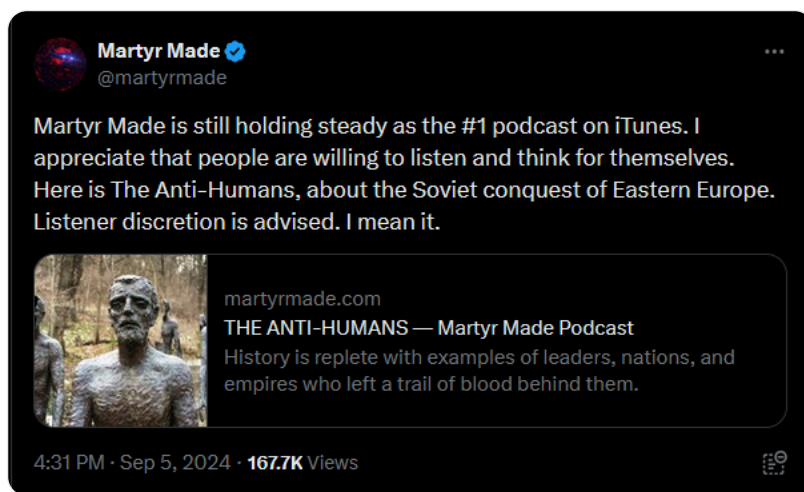 Martyr Made
@martyrmade
Martyr Made is still holding steady as the #1 podcast on iTunes. I
appreciate that people are willing to listen and think for themselves.
Here is The Anti-Humans, about the Soviet conquest of Eastern Europe.
Listener discretion is advised. I mean it.
martyrmade.com
THE ANTI-HUMANS — Martyr Made Podcast
History is replete with examples of leaders, nations, and
empires who left a trail of blood behind them.
4:31 PM · Sep 5, 2024 · 167.7K Views